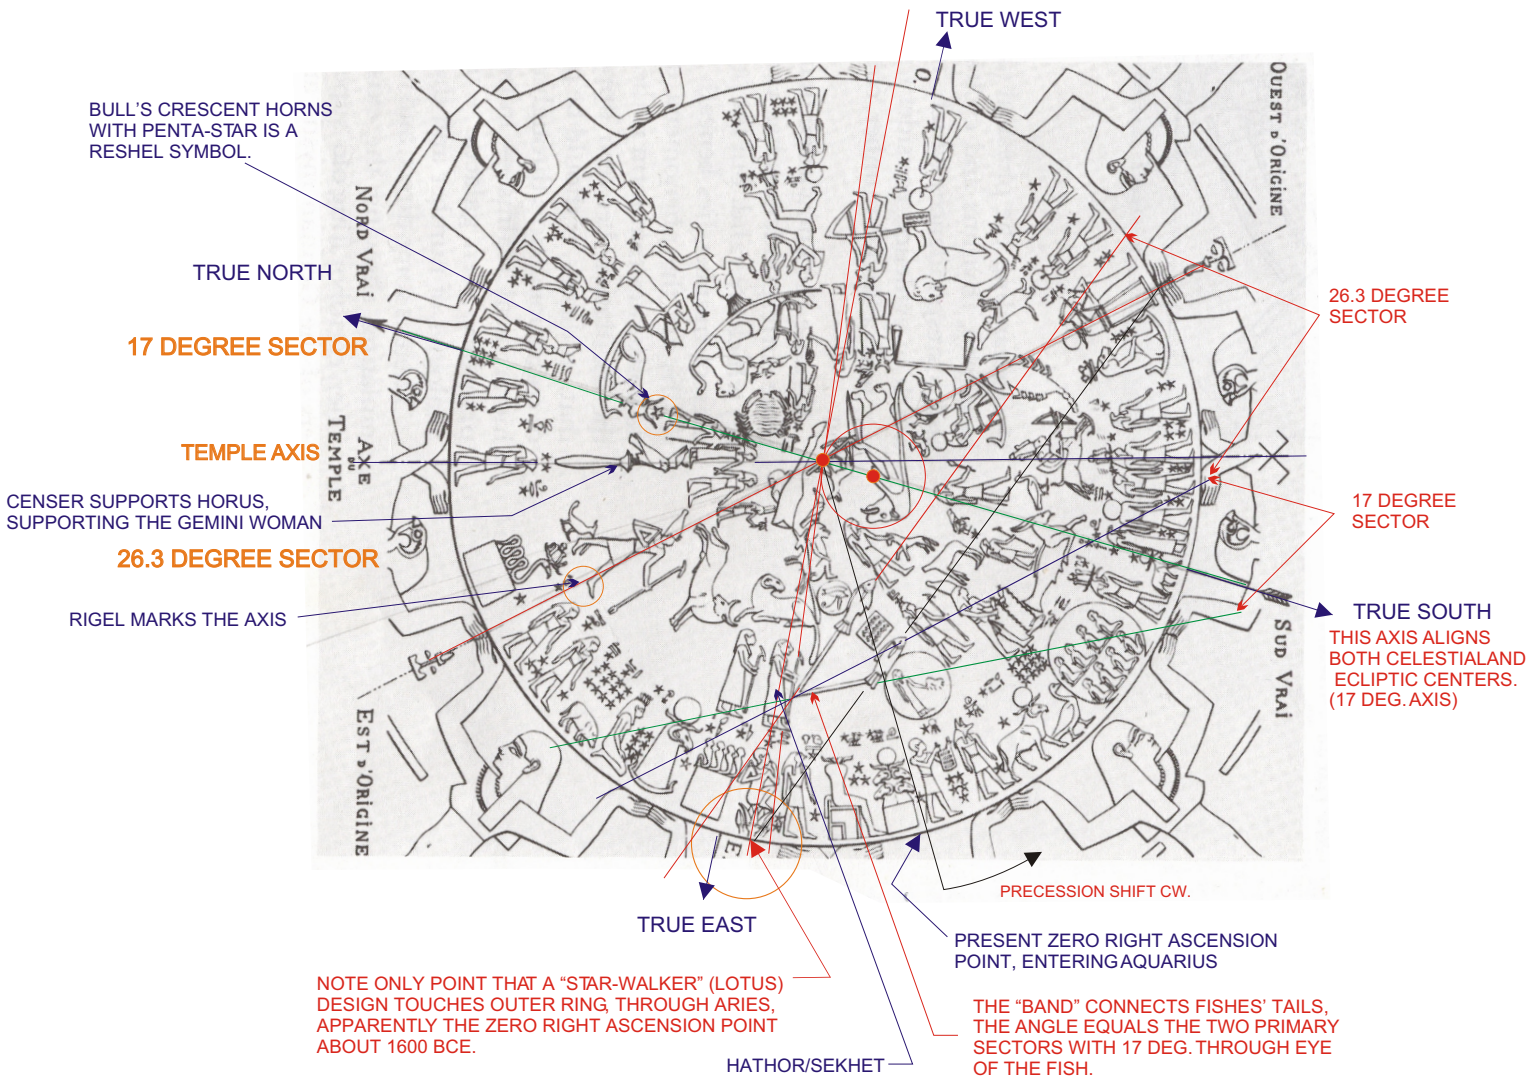 TRUE WEST
BULL'S CRESCENT HORNS
WITH PENTA-STAR IS A
RESHEL SYMBOL.
O.
OUEST D'ORIGINE
NORD VRAI
TRUE NORTH
17 DEGREE SECTOR
26.3 DEGREE
SECTOR
TEMPLE AXIS
AXE
DU
TEMPLE
CENSER SUPPORTS HORUS,
SUPPORTING THE GEMINI WOMAN
17 DEGREE
SECTOR
26.3 DEGREE SECTOR
RIGEL MARKS THE AXIS
TRUE SOUTH
THIS AXIS ALIGNS
BOTH CELESTIALAND
ECLIPTIC CENTERS.
(17 DEG. AXIS)
SUD VRAI
EST D'ORIGINE
E.
TRUE EAST
PRECESSION SHIFT CW.
PRESENT ZERO RIGHT ASCENSION
POINT, ENTERING AQUARIUS
NOTE ONLY POINT THAT A “STAR-WALKER” (LOTUS)
DESIGN TOUCHES OUTER RING, THROUGH ARIES,
APPARENTLY THE ZERO RIGHT ASCENSION POINT
ABOUT 1600 BCE.
HATHOR/SEKHET
THE “BAND” CONNECTS FISHES' TAILS,
THE ANGLE EQUALS THE TWO PRIMARY
SECTORS WITH 17 DEG. THROUGH EYE
OF THE FISH.